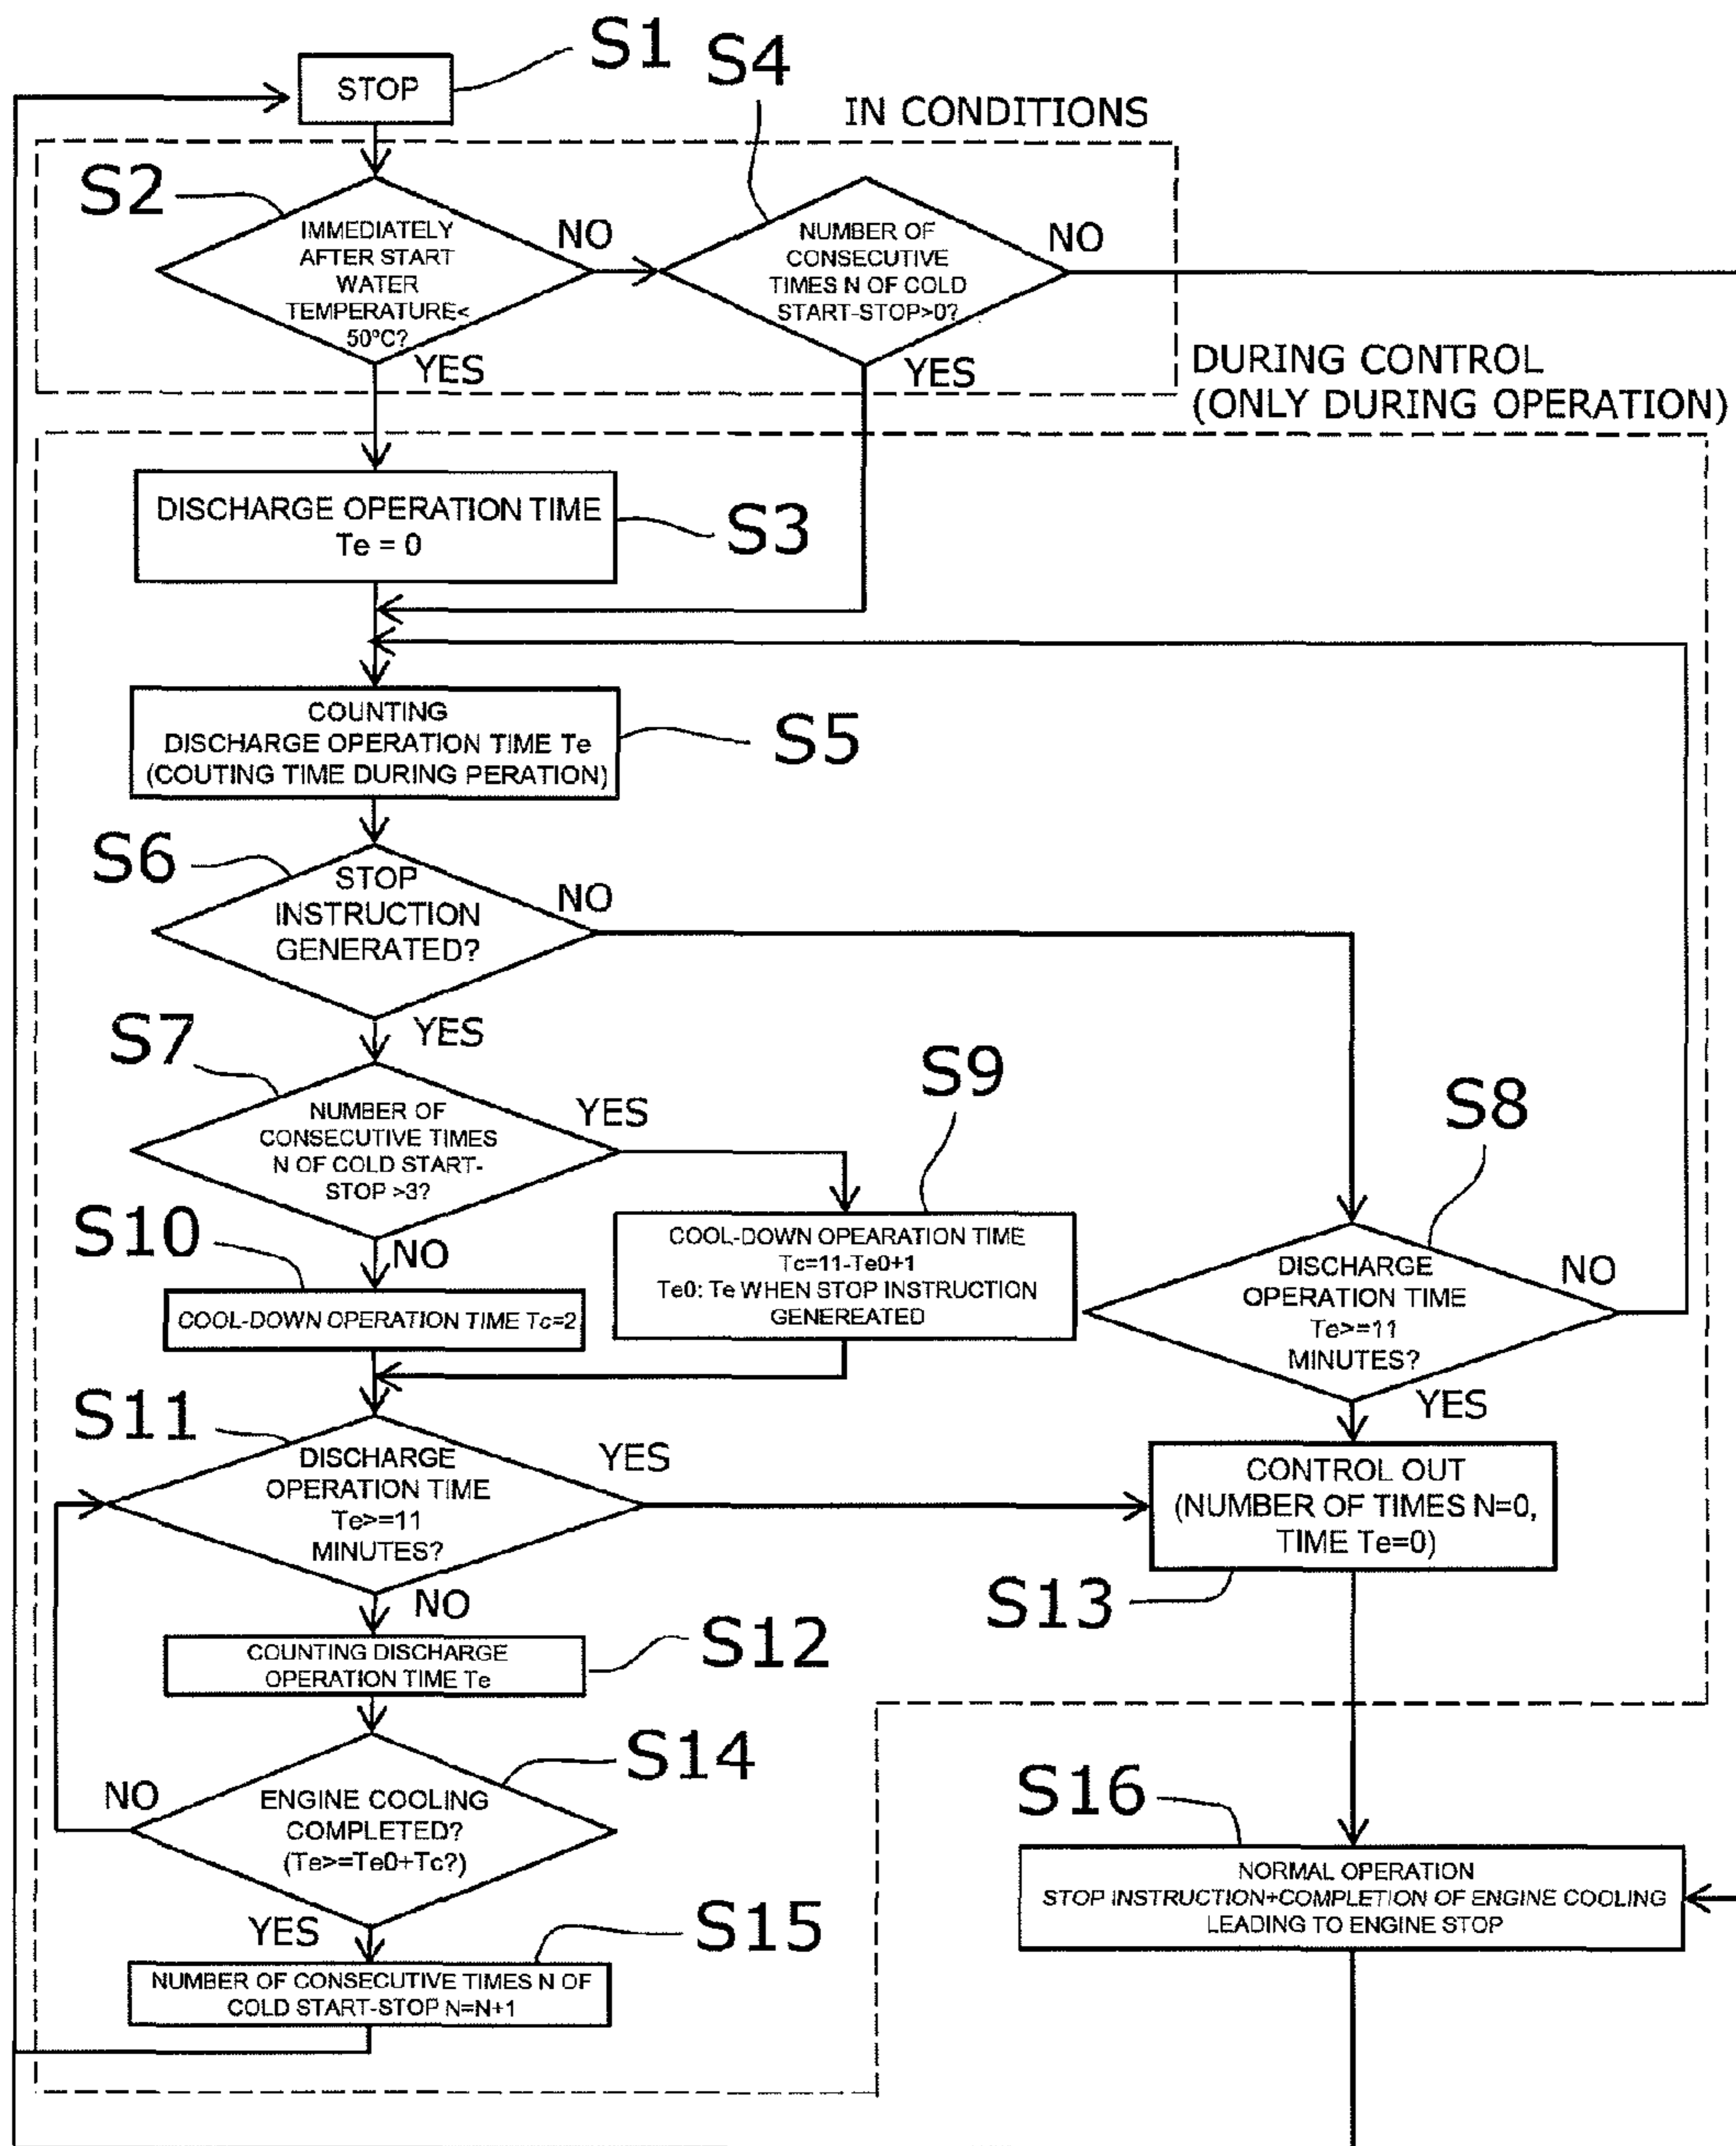 S1
STOP
S4
IN CONDITIONS
S2
IMMEDIATELY
AFTER START
WATER
TEMPERATURE<
50°C?
NO
YES
NUMBER OF
CONSECUTIVE
TIMES N OF COLD
START-STOP>0?
NO
YES
DURING CONTROL
(ONLY DURING OPERATION)
DISCHARGE OPERATION TIME
Te = 0
S3
COUNTING
DISCHARGE OPERATION TIME Te
(COUTING TIME DURING PERATION)
S5
S6
STOP
INSTRUCTION
GENERATED?
NO
YES
S7
NUMBER OF
CONSECUTIVE TIMES
N OF COLD START-
STOP >3?
YES
NO
S9
COOL-DOWN OPEARATION TIME
Tc=11-Te0+1
Te0: Te WHEN STOP INSTRUCTION
GENEREATED
S8
DISCHARGE
OPERATION TIME
Te>=11
MINUTES?
NO
YES
S10
COOL-DOWN OPERATION TIME Tc=2
S11
DISCHARGE
OPERATION TIME
Te>=11
MINUTES?
YES
NO
CONTROL OUT
(NUMBER OF TIMES N=0,
TIME Te=0)
S13
COUNTING DISCHARGE
OPERATION TIME Te
S12
S14
ENGINE COOLING
COMPLETED?
(Te>=Te0+Tc?)
NO
YES
S16
NORMAL OPERATION
STOP INSTRUCTION+COMPLETION OF ENGINE COOLING
LEADING TO ENGINE STOP
S15
NUMBER OF CONSECUTIVE TIMES N OF
COLD START-STOP N=N+1